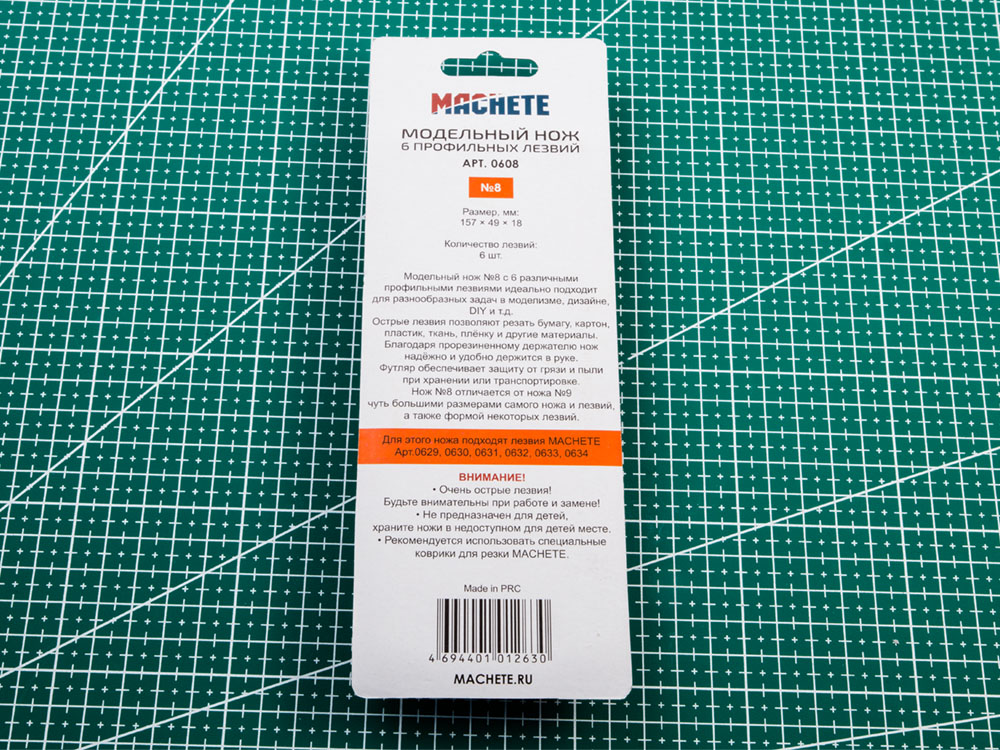 MACHETE
МОДЕЛЬНЫЙ НОЖ
6 ПРОФИЛЬНЫХ ЛЕЗВИЙ
АРТ. 0608
№8
Размер, мм:
157 × 49 × 18
Количество лезвий:
6 шт.
Модельный нож №8 с 6 различными
профильными лезвиями идеально подходит
для разнообразных задач в моделизме, дизайне,
DIY и т.д.
Острые лезвия позволяют резать бумагу, картон,
пластик, ткань, плёнку и другие материалы.
Благодаря прорезиненному держателю нож
надёжно и удобно держится в руке.
Футляр обеспечивает защиту от грязи и пыли
при хранении или транспортировке.
Нож №8 отличается от ножа №9
чуть большими размерами самого ножа и лезвий,
а также формой некоторых лезвий.
Для этого ножа подходят лезвия MACHETE
Арт.0629, 0630, 0631, 0632, 0633, 0634
ВНИМАНИЕ!
• Очень острые лезвия!
Будьте внимательны при работе и замене!
• Не предназначен для детей,
храните ножи в недоступном для детей месте.
• Рекомендуется использовать специальные
коврики для резки MACHETE.
Made in PRC
4 694401 012630
MACHETE.RU